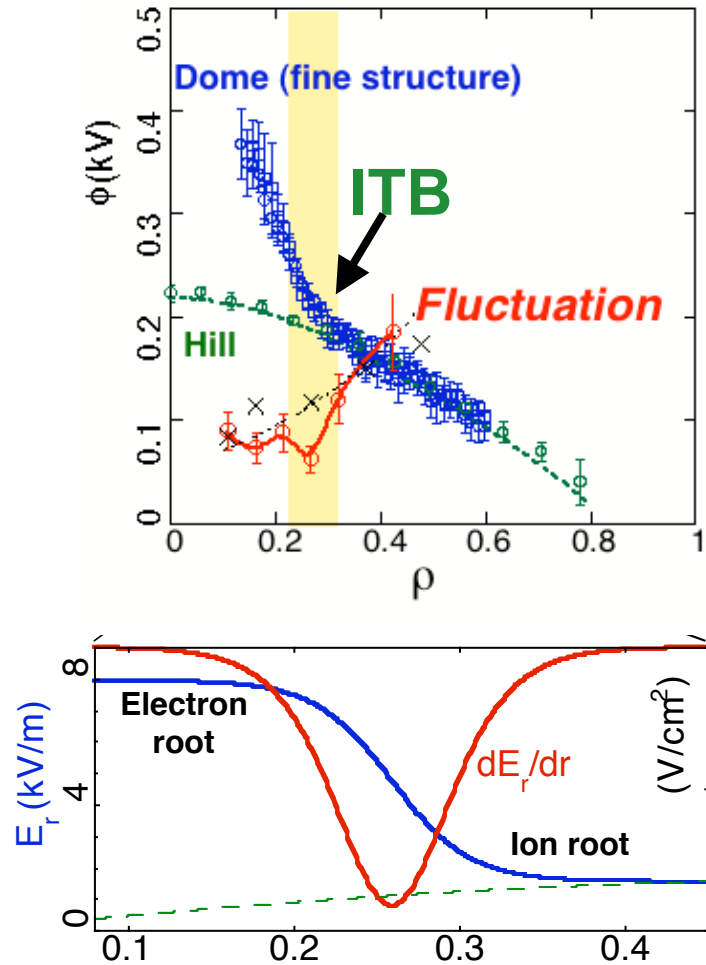 0.5
Dome (fine structure)
0.4
ITB
ϕ(kV)
0.3
Fluctuation
0.2
Hill
0.1
0
0 0.2 0.4 0.6 0.8 1
ρ
8
Electron
root
(V/cm²)
E_r (kV/m)
dE_r/dr
4
Ion root
0
0.1 0.2 0.3 0.4